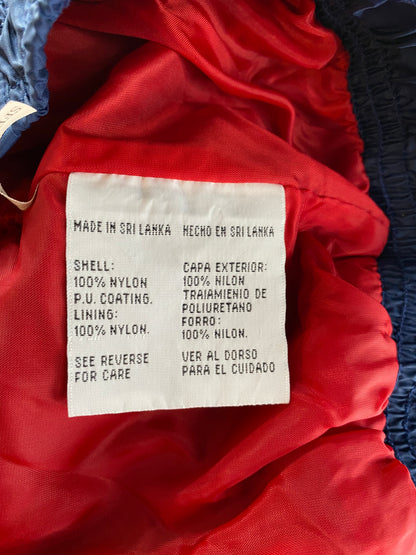 MADE IN SRI LANKA
SHELL:
100% NYLON
P.U. COATING.
LINING:
100% NYLON.
SEE REVERSE
FOR CARE
HECHO EN SRI LANKA
CAPA EXTERIOR:
100% NILON
TRAIAMIENO DE
POLIURETANO
FORRO:
100% NILON.
VER AL DORSO
PARA EL CUIDADO